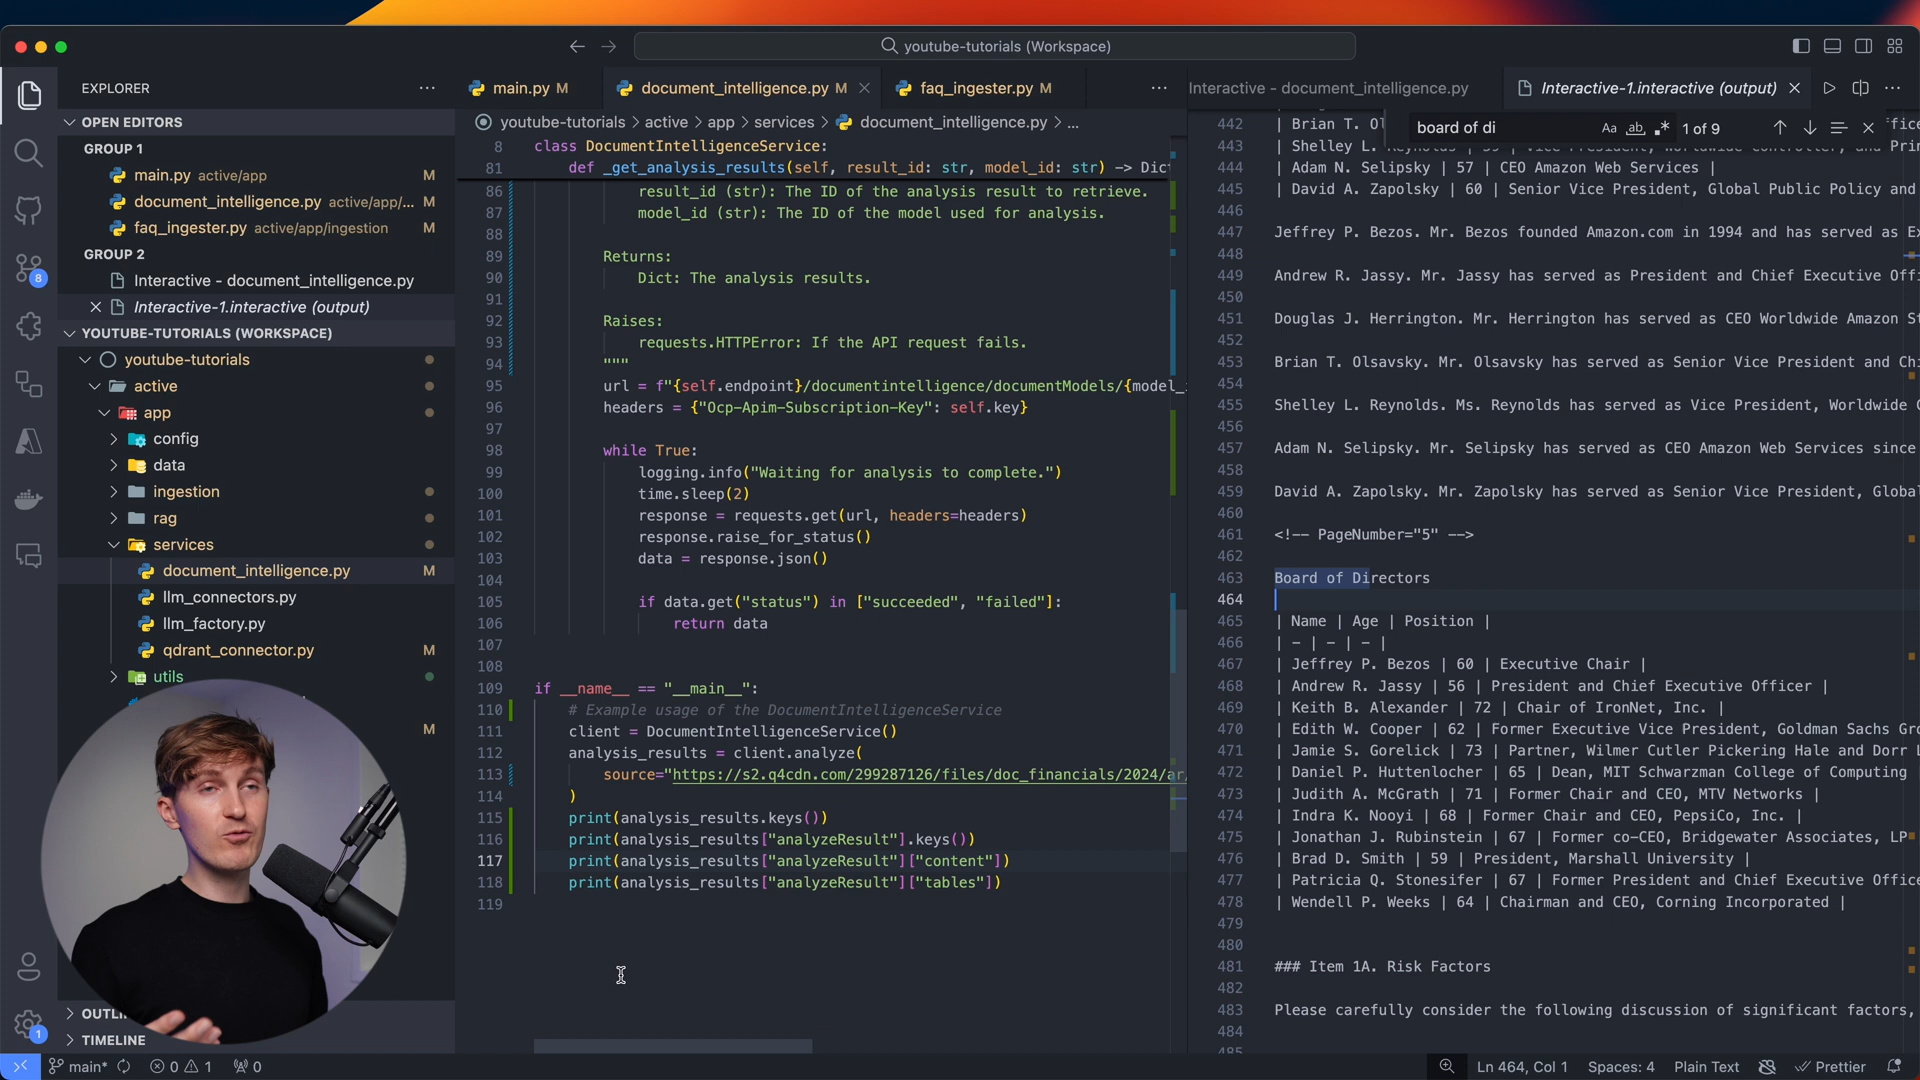 youtube-tutorials (Workspace)
EXPLORER
OPEN EDITORS
GROUP 1
main.py active/app M
document_intelligence.py active/app/... M
faq_ingester.py active/app/ingestion M
GROUP 2
Interactive - document_intelligence.py
Interactive-1.interactive (output)
YOUTUBE-TUTORIALS (WORKSPACE)
youtube-tutorials
active
app
config
data
ingestion
rag
services
document_intelligence.py M
llm_connectors.py
llm_factory.py
qdrant_connector.py M
utils
M
TIMELINE
8
1
main.py M
document_intelligence.py M
faq_ingester.py M
youtube-tutorials > active > app > services > document_intelligence.py > ...
8 class DocumentIntelligenceService:
81 def _get_analysis_results(self, result_id: str, model_id: str) -> Dict
86 result_id (str): The ID of the analysis result to retrieve.
87 model_id (str): The ID of the model used for analysis.
88
89 Returns:
90 Dict: The analysis results.
91
92 Raises:
93 requests.HTTPError: If the API request fails.
94 """
95 url = f"{self.endpoint}/documentintelligence/documentModels/{model_
96 headers = {"Ocp-Apim-Subscription-Key": self.key}
97
98 while True:
99 logging.info("Waiting for analysis to complete.")
100 time.sleep(2)
101 response = requests.get(url, headers=headers)
102 response.raise_for_status()
103 data = response.json()
104
105 if data.get("status") in ["succeeded", "failed"]:
106 return data
107
108
109 if __name__ == "__main__":
110 # Example usage of the DocumentIntelligenceService
111 client = DocumentIntelligenceService()
112 analysis_results = client.analyze(
113 source="https://s2.q4cdn.com/299287126/files/doc_financials/2024/ar/
114 )
115 print(analysis_results.keys())
116 print(analysis_results["analyzeResult"].keys())
117 print(analysis_results["analyzeResult"]["content"])
118 print(analysis_results["analyzeResult"]["tables"])
119
Interactive - document_intelligence.py
Interactive-1.interactive (output)
board of di Aa ab 1 of 9
442 | Brian T.
443 | Shelley L.
444 | Adam N. Selipsky | 57 | CEO Amazon Web Services |
445 | David A. Zapolsky | 60 | Senior Vice President, Global Public Policy and
446
447 Jeffrey P. Bezos. Mr. Bezos founded Amazon.com in 1994 and has served as Ex
448
449 Andrew R. Jassy. Mr. Jassy has served as President and Chief Executive Offi
450
451 Douglas J. Herrington. Mr. Herrington has served as CEO Worldwide Amazon St
452
453 Brian T. Olsavsky. Mr. Olsavsky has served as Senior Vice President and Chi
454
455 Shelley L. Reynolds. Ms. Reynolds has served as Vice President, Worldwide C
456
457 Adam N. Selipsky. Mr. Selipsky has served as CEO Amazon Web Services since
458
459 David A. Zapolsky. Mr. Zapolsky has served as Senior Vice President, Global
460
461 <!-- PageNumber="5" -->
462
463 Board of Directors
464
465 | Name | Age | Position |
466 | - | - | - |
467 | Jeffrey P. Bezos | 60 | Executive Chair |
468 | Andrew R. Jassy | 56 | President and Chief Executive Officer |
469 | Keith B. Alexander | 72 | Chair of IronNet, Inc. |
470 | Edith W. Cooper | 62 | Former Executive Vice President, Goldman Sachs Gro
471 | Jamie S. Gorelick | 73 | Partner, Wilmer Cutler Pickering Hale and Dorr L
472 | Daniel P. Huttenlocher | 65 | Dean, MIT Schwarzman College of Computing
473 | Judith A. McGrath | 71 | Former Chair and CEO, MTV Networks |
474 | Indra K. Nooyi | 68 | Former Chair and CEO, PepsiCo, Inc. |
475 | Jonathan J. Rubinstein | 67 | Former co-CEO, Bridgewater Associates, LP
476 | Brad D. Smith | 59 | President, Marshall University |
477 | Patricia Q. Stonesifer | 67 | Former President and Chief Executive Office
478 | Wendell P. Weeks | 64 | Chairman and CEO, Corning Incorporated |
479
480
481 ### Item 1A. Risk Factors
482
483 Please carefully consider the following discussion of significant factors,
484
main* 0 1 0
Ln 464, Col 1 Spaces: 4 Plain Text Prettier